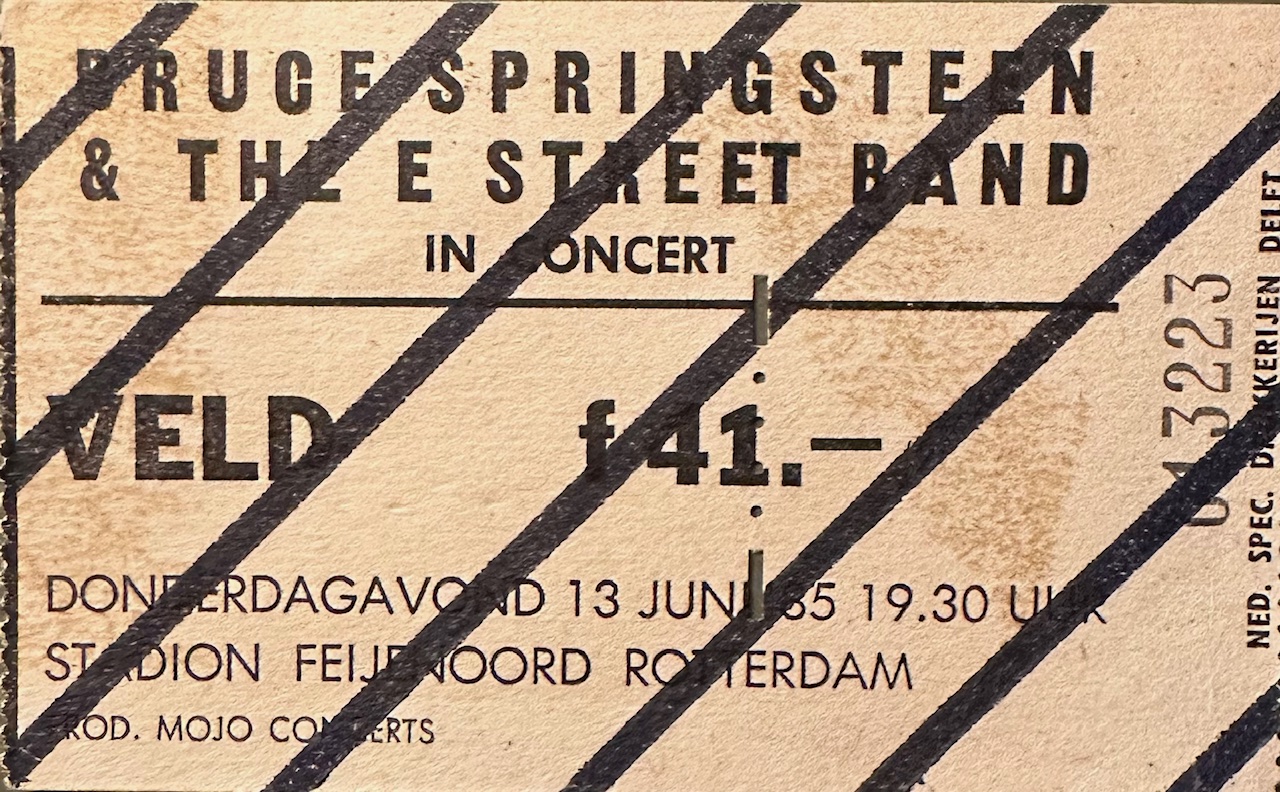 BRUCE SPRINGSTEEN
& THE E STREET BAND
IN CONCERT
VELD f 41.—
DONDERDAGAVOND 13 JUNI 85 19.30 UUR
STADION FEIJENOORD ROTTERDAM
PROD. MOJO CONCERTS
013223
NED. SPEC. DRUKKERIJEN DELFT